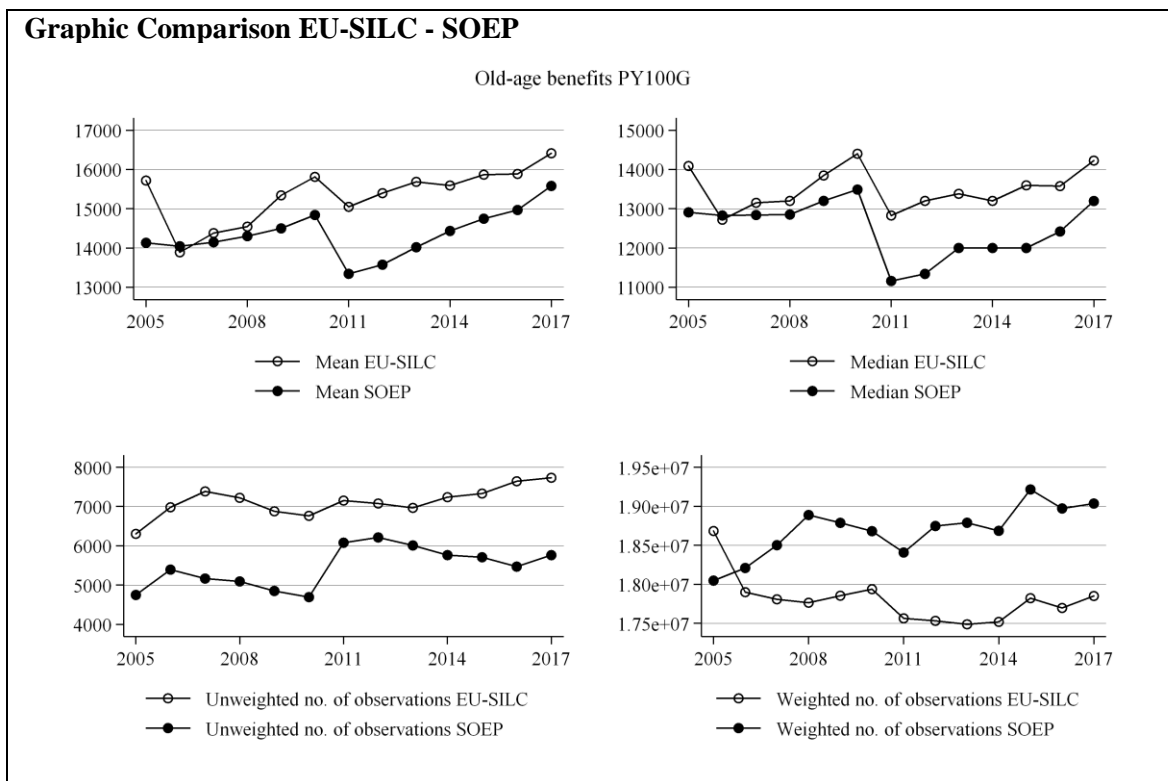 Graphic Comparison EU-SILC - SOEP
Old-age benefits PY100G
17000
16000
15000
14000
13000
2005 2008 2011 2014 2017
Mean EU-SILC
Mean SOEP
15000
14000
13000
12000
11000
2005 2008 2011 2014 2017
Median EU-SILC
Median SOEP
8000
7000
6000
5000
4000
2005 2008 2011 2014 2017
Unweighted no. of observations EU-SILC
Unweighted no. of observations SOEP
1.95e+07
1.90e+07
1.85e+07
1.80e+07
1.75e+07
2005 2008 2011 2014 2017
Weighted no. of observations EU-SILC
Weighted no. of observations SOEP